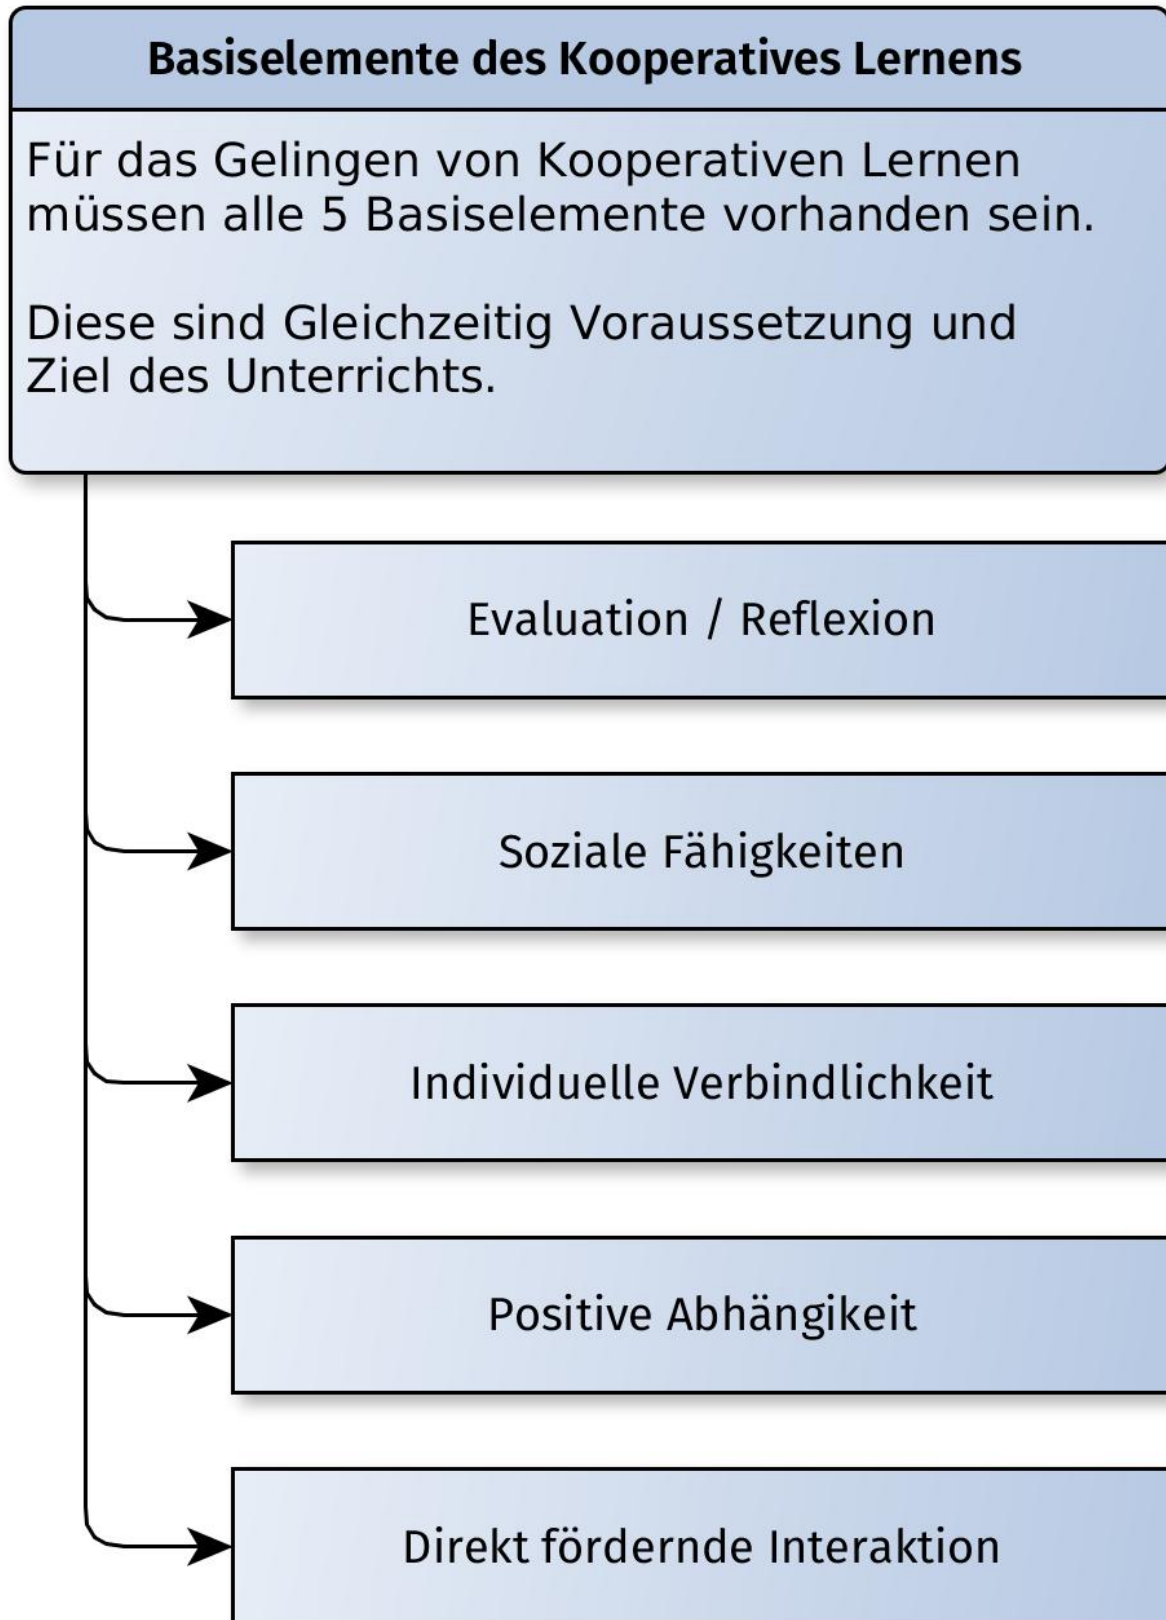 Basiselemente des Kooperatives Lernens
Für das Gelingen von Kooperativen Lernen
müssen alle 5 Basiselemente vorhanden sein.
Diese sind Gleichzeitig Voraussetzung und
Ziel des Unterrichts.
Evaluation / Reflexion
Soziale Fähigkeiten
Individuelle Verbindlichkeit
Positive Abhängikeit
Direkt fördernde Interaktion